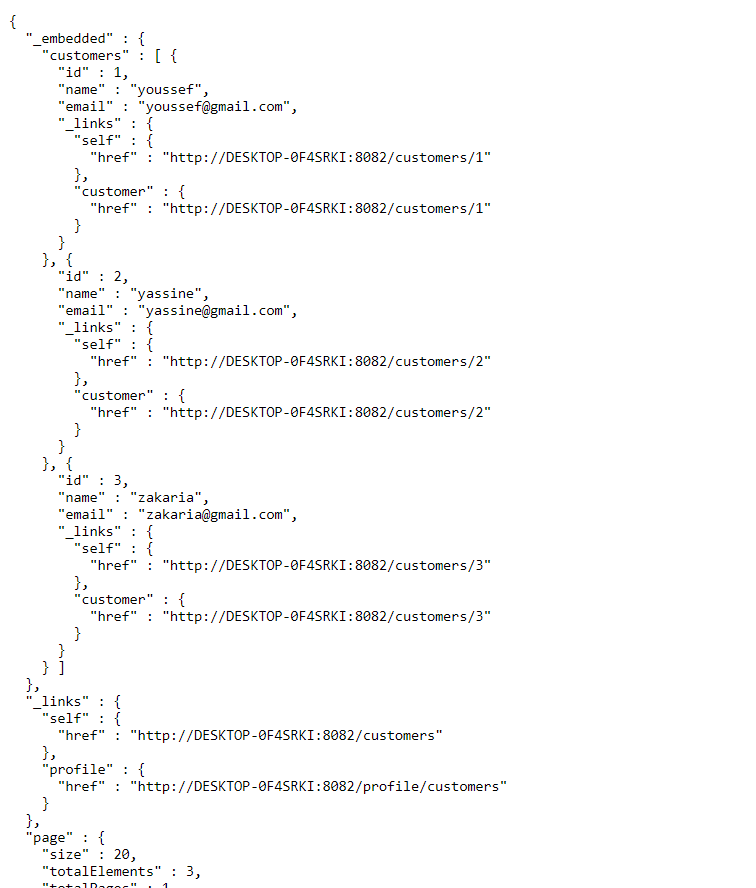 {
  "_embedded" : {
    "customers" : [ {
      "id" : 1,
      "name" : "youssef",
      "email" : "youssef@gmail.com",
      "_links" : {
        "self" : {
          "href" : "http://DESKTOP-0F4SRKI:8082/customers/1"
        },
        "customer" : {
          "href" : "http://DESKTOP-0F4SRKI:8082/customers/1"
        }
      }
    }, {
      "id" : 2,
      "name" : "yassine",
      "email" : "yassine@gmail.com",
      "_links" : {
        "self" : {
          "href" : "http://DESKTOP-0F4SRKI:8082/customers/2"
        },
        "customer" : {
          "href" : "http://DESKTOP-0F4SRKI:8082/customers/2"
        }
      }
    }, {
      "id" : 3,
      "name" : "zakaria",
      "email" : "zakaria@gmail.com",
      "_links" : {
        "self" : {
          "href" : "http://DESKTOP-0F4SRKI:8082/customers/3"
        },
        "customer" : {
          "href" : "http://DESKTOP-0F4SRKI:8082/customers/3"
        }
      }
    } ]
  },
  "_links" : {
    "self" : {
      "href" : "http://DESKTOP-0F4SRKI:8082/customers"
    },
    "profile" : {
      "href" : "http://DESKTOP-0F4SRKI:8082/profile/customers"
    }
  },
  "page" : {
    "size" : 20,
    "totalElements" : 3,
    "totalPages" : 1